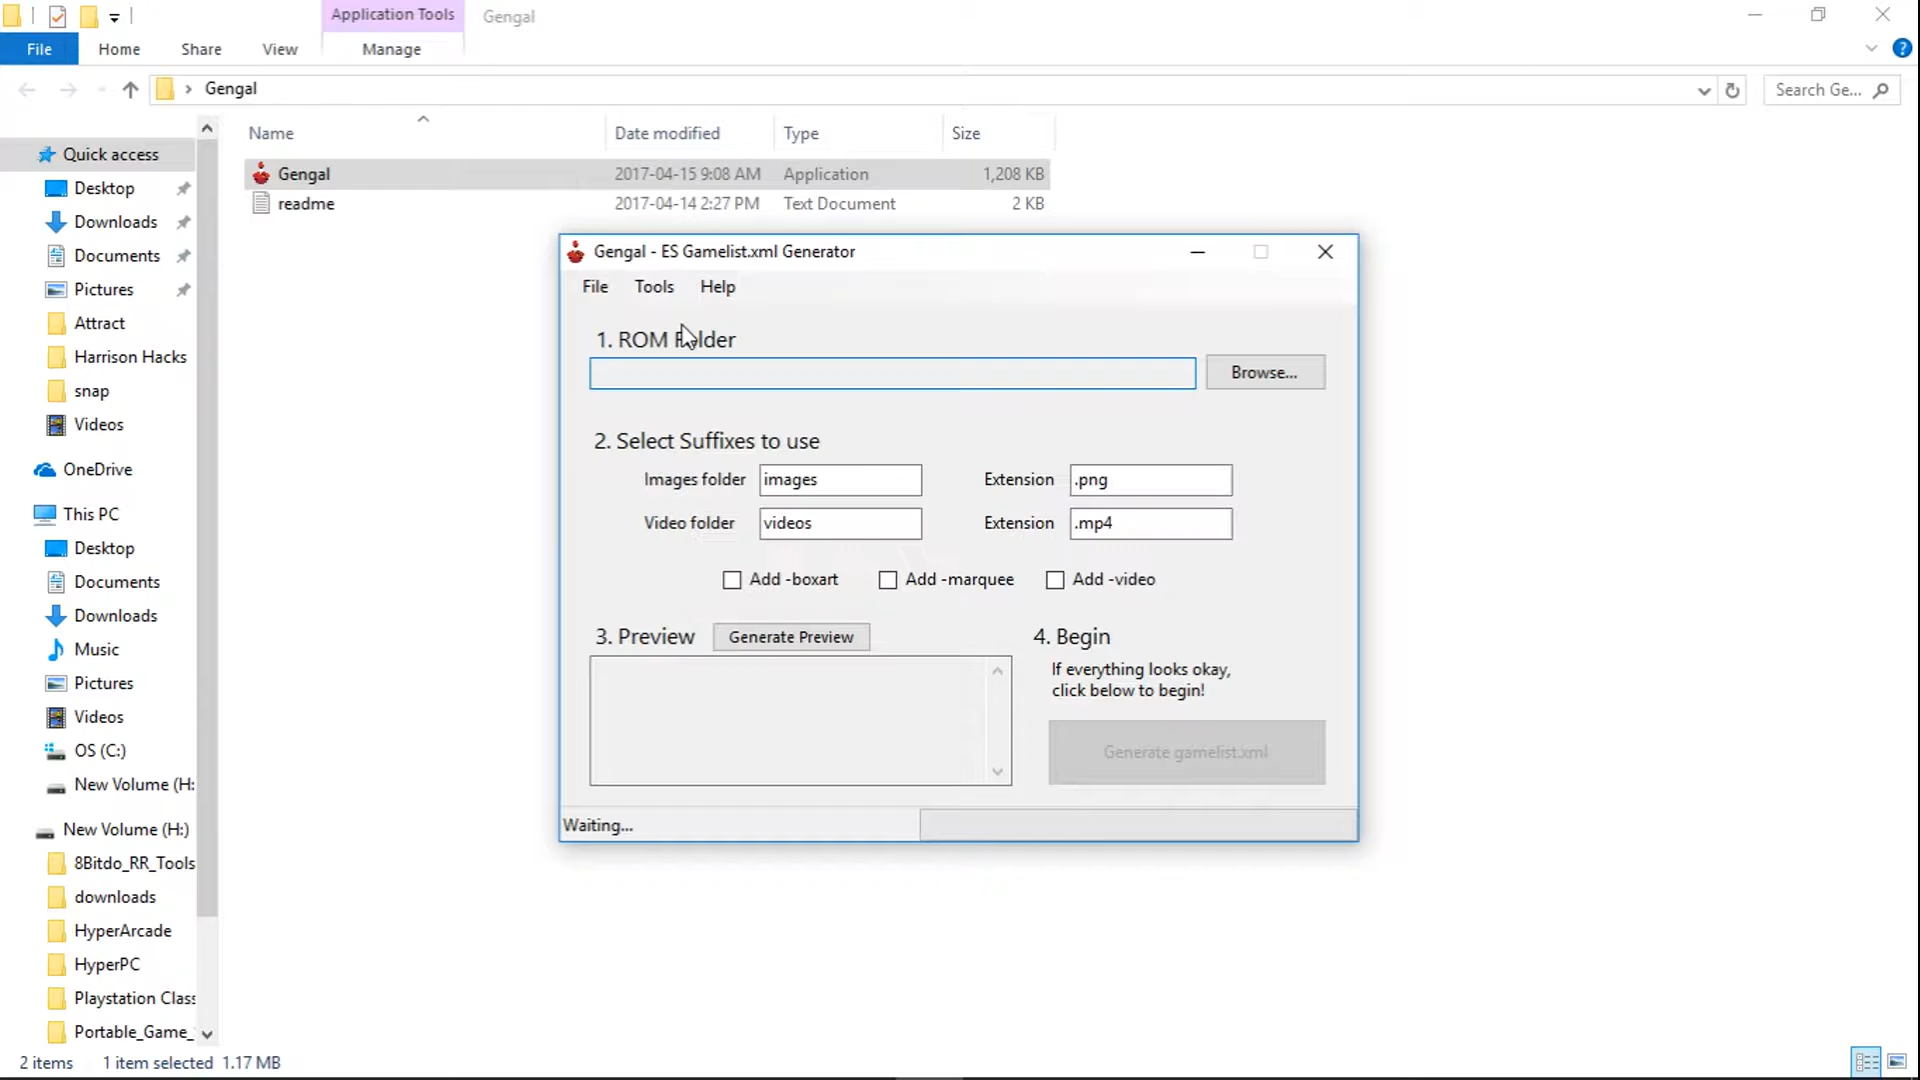 Application Tools
Gengal
File
Home
Share
View
Manage
Gengal
Search Ge...
Name
Date modified
Type
Size
Quick access
Desktop
Downloads
Documents
Pictures
Attract
Harrison Hacks
snap
Videos
OneDrive
This PC
Desktop
Documents
Downloads
Music
Pictures
Videos
OS (C:)
New Volume (H:
New Volume (H:)
8Bitdo_RR_Tools
downloads
HyperArcade
HyperPC
Playstation Class
Portable_Game_
Gengal 2017-04-15 9:08 AM Application 1,208 KB
readme 2017-04-14 2:27 PM Text Document 2 KB
Gengal - ES Gamelist.xml Generator
File Tools Help
1. ROM Folder
Browse...
2. Select Suffixes to use
Images folder images Extension .png
Video folder videos Extension .mp4
Add -boxart Add -marquee Add -video
3. Preview Generate Preview
4. Begin
If everything looks okay,
click below to begin!
Generate gamelist.xml
Waiting...
2 items 1 item selected 1.17 MB